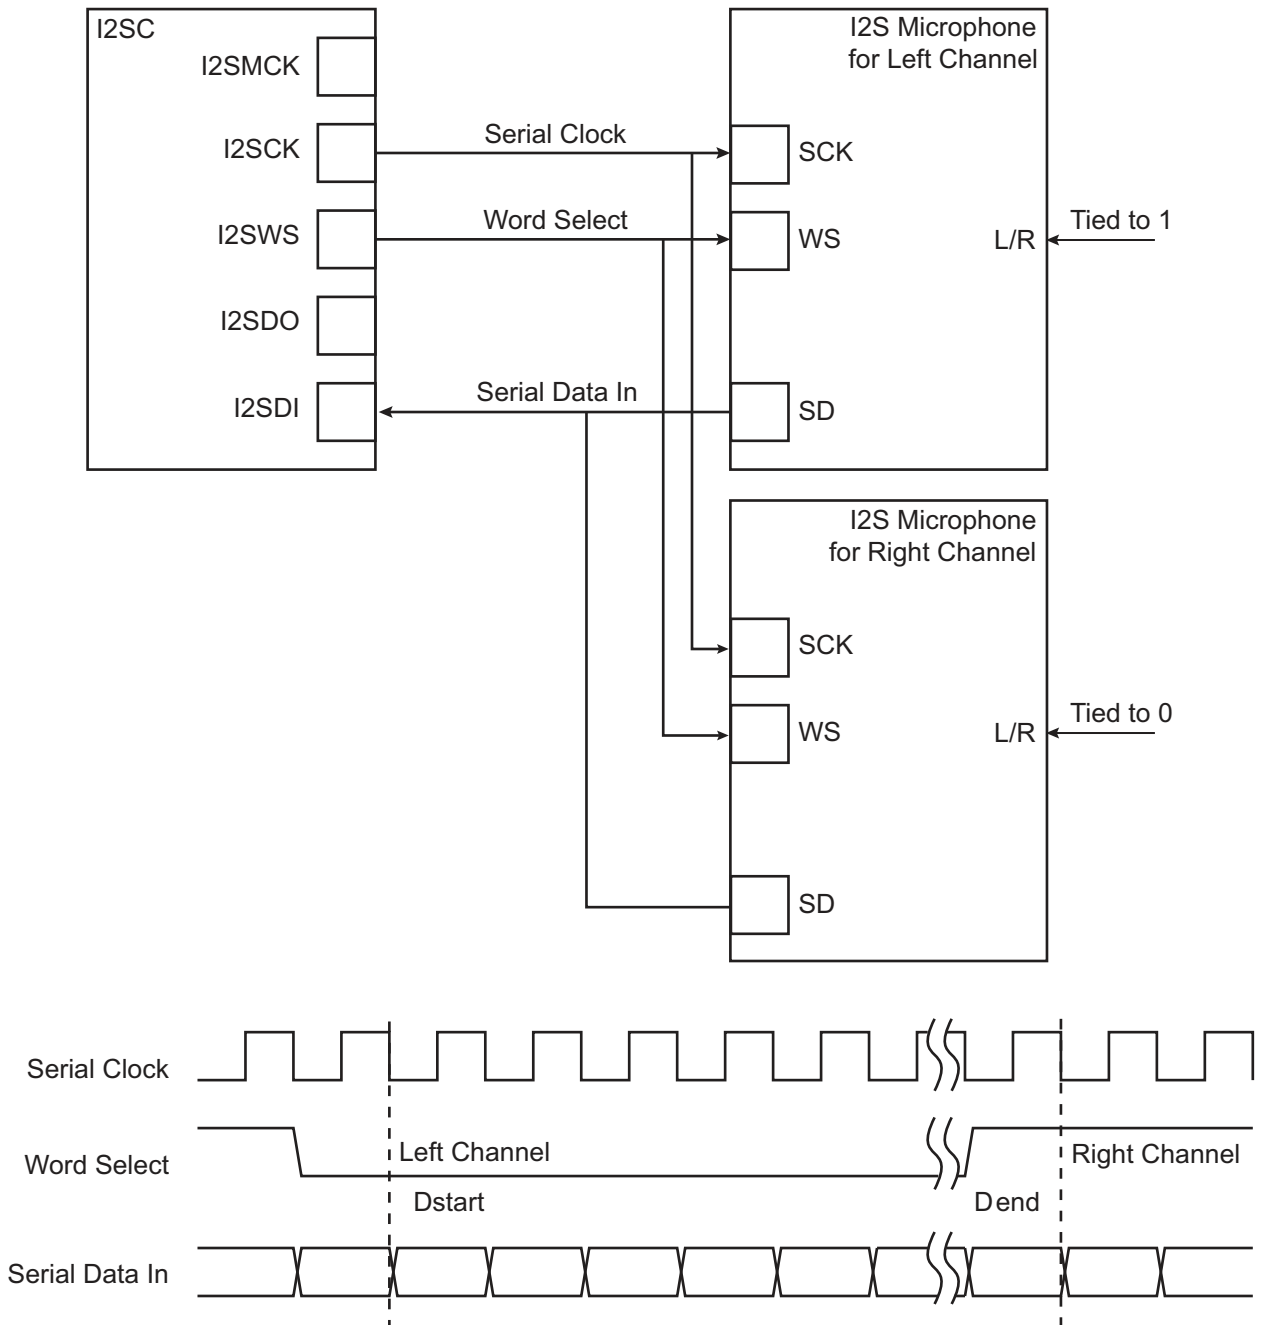 I2SC
I2SMCK
I2SCK
I2SWS
I2SDO
I2SDI
Serial Clock
Word Select
Serial Data In
I2S Microphone
for Left Channel
SCK
WS
L/R
Tied to 1
SD
I2S Microphone
for Right Channel
SCK
WS
L/R
Tied to 0
SD
Serial Clock
Word Select
Left Channel
Right Channel
Dstart
Dend
Serial Data In